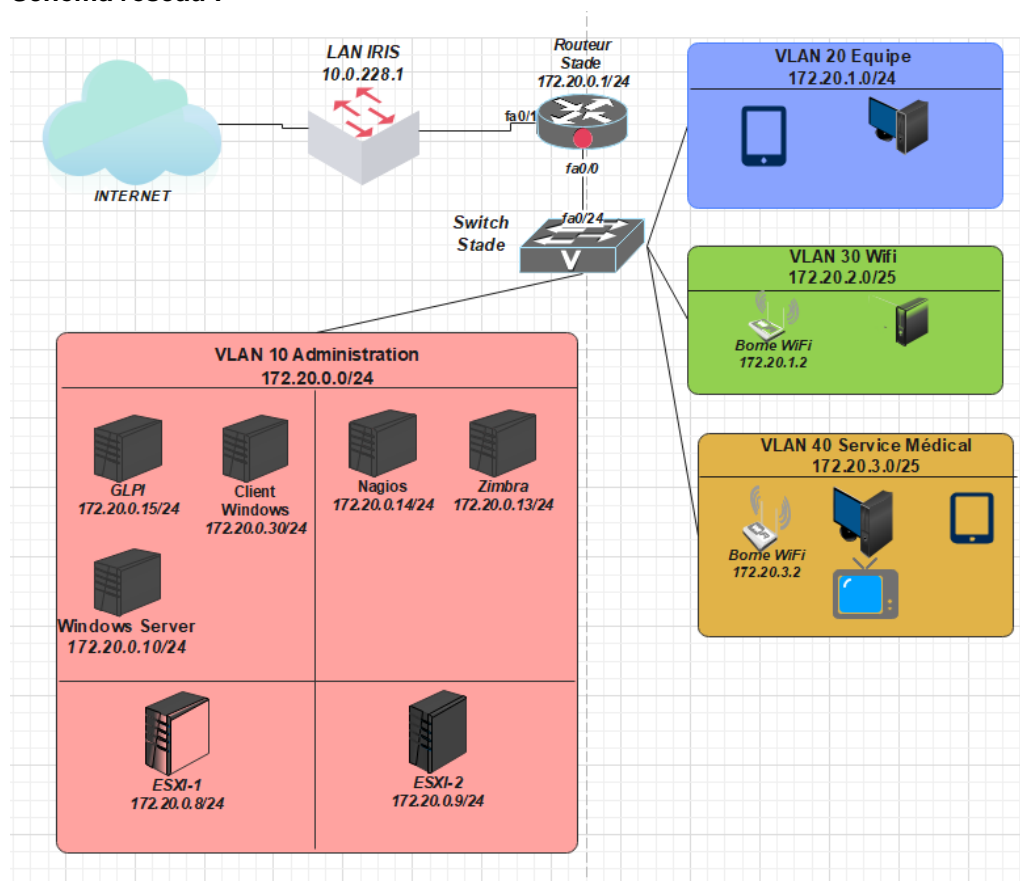 Schéma réseau :
LAN IRIS
10.0.228.1
Routeur
Stade
172.20.0.1/24
fa0/1
fa0/0
INTERNET
Switch
Stade
fa0/24
V
VLAN 20 Equipe
172.20.1.0/24
VLAN 30 Wifi
172.20.2.0/25
Borne WiFi
172.20.1.2
VLAN 40 Service Médical
172.20.3.0/25
Borne WiFi
172.20.3.2
VLAN 10 Administration
172.20.0.0/24
GLPI
172.20.0.15/24
Client
Windows
172.20.0.30/24
Nagios
172.20.0.14/24
Zimbra
172.20.0.13/24
Windows Server
172.20.0.10/24
ESXI-1
172.20.0.8/24
ESXI-2
172.20.0.9/24